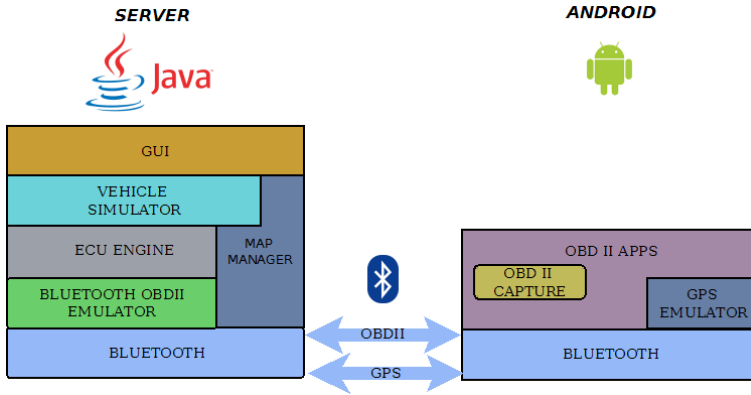 SERVER
ANDROID
Java
GUI
VEHICLE
SIMULATOR
ECU ENGINE
MAP
MANAGER
BLUETOOTH OBDII
EMULATOR
BLUETOOTH
OBDII
GPS
OBD II APPS
OBD II
CAPTURE
GPS
EMULATOR
BLUETOOTH